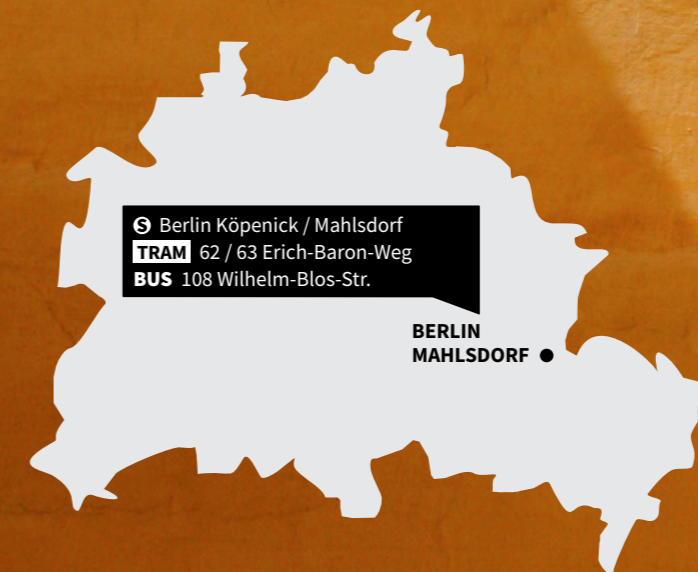 S Berlin Köpenick / Mahlsdorf
TRAM 62 / 63 Erich-Baron-Weg
BUS 108 Wilhelm-Blos-Str.
BERLIN
MAHLSDORF